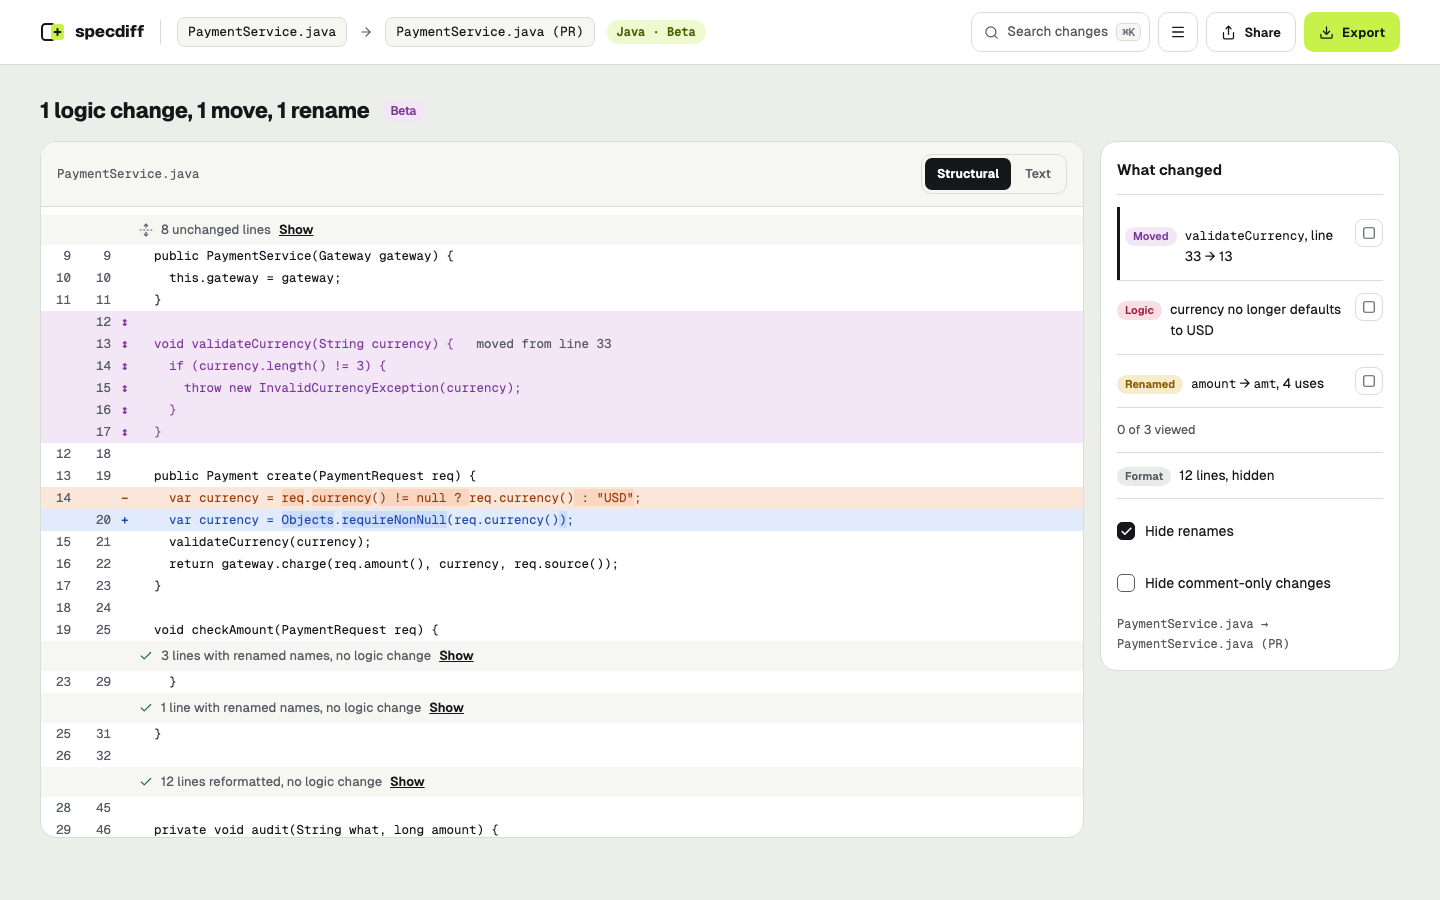 specdiff PaymentService.java → PaymentService.java (PR) Java · Beta Search changes ⌘K Share Export
1 logic change, 1 move, 1 rename Beta
PaymentService.java Structural Text
8 unchanged lines Show
9 9 public PaymentService(Gateway gateway) {
10 10 this.gateway = gateway;
11 11 }
12 ↕
13 ↕ void validateCurrency(String currency) { moved from line 33
14 ↕ if (currency.length() != 3) {
15 ↕ throw new InvalidCurrencyException(currency);
16 ↕ }
17 ↕ }
12 18
13 19 public Payment create(PaymentRequest req) {
14 − var currency = req.currency() != null ? req.currency() : "USD";
20 + var currency = Objects.requireNonNull(req.currency());
15 21 validateCurrency(currency);
16 22 return gateway.charge(req.amount(), currency, req.source());
17 23 }
18 24
19 25 void checkAmount(PaymentRequest req) {
3 lines with renamed names, no logic change Show
23 29 }
1 line with renamed names, no logic change Show
25 31 }
26 32
12 lines reformatted, no logic change Show
28 45
29 46 private void audit(String what, long amount) {
What changed
Moved validateCurrency, line
33 → 13
Logic currency no longer defaults
to USD
Renamed amount → amt, 4 uses
0 of 3 viewed
Format 12 lines, hidden
Hide renames
Hide comment-only changes
PaymentService.java →
PaymentService.java (PR)